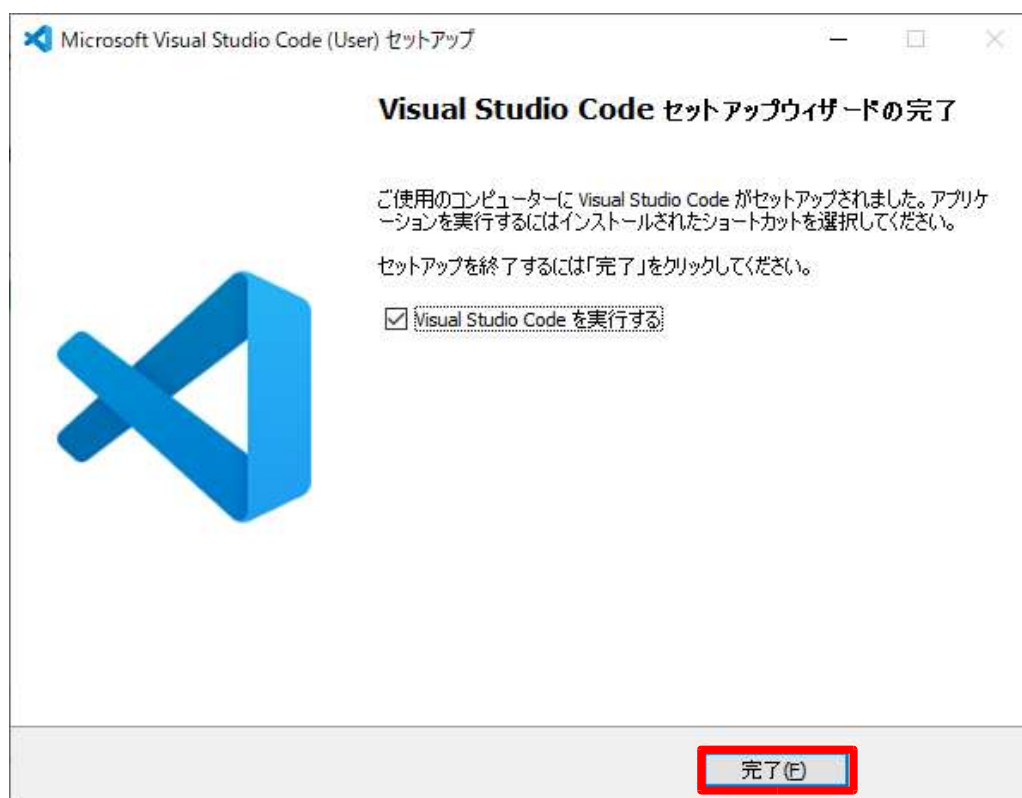 Microsoft Visual Studio Code (User) セットアップ
Visual Studio Code セットアップウィザードの完了
ご使用のコンピューターに Visual Studio Code がセットアップされました。アプリケ
ーションを実行するにはインストールされたショートカットを選択してください。
セットアップを終了するには「完了」をクリックしてください。
Visual Studio Code を実行する
完了(F)